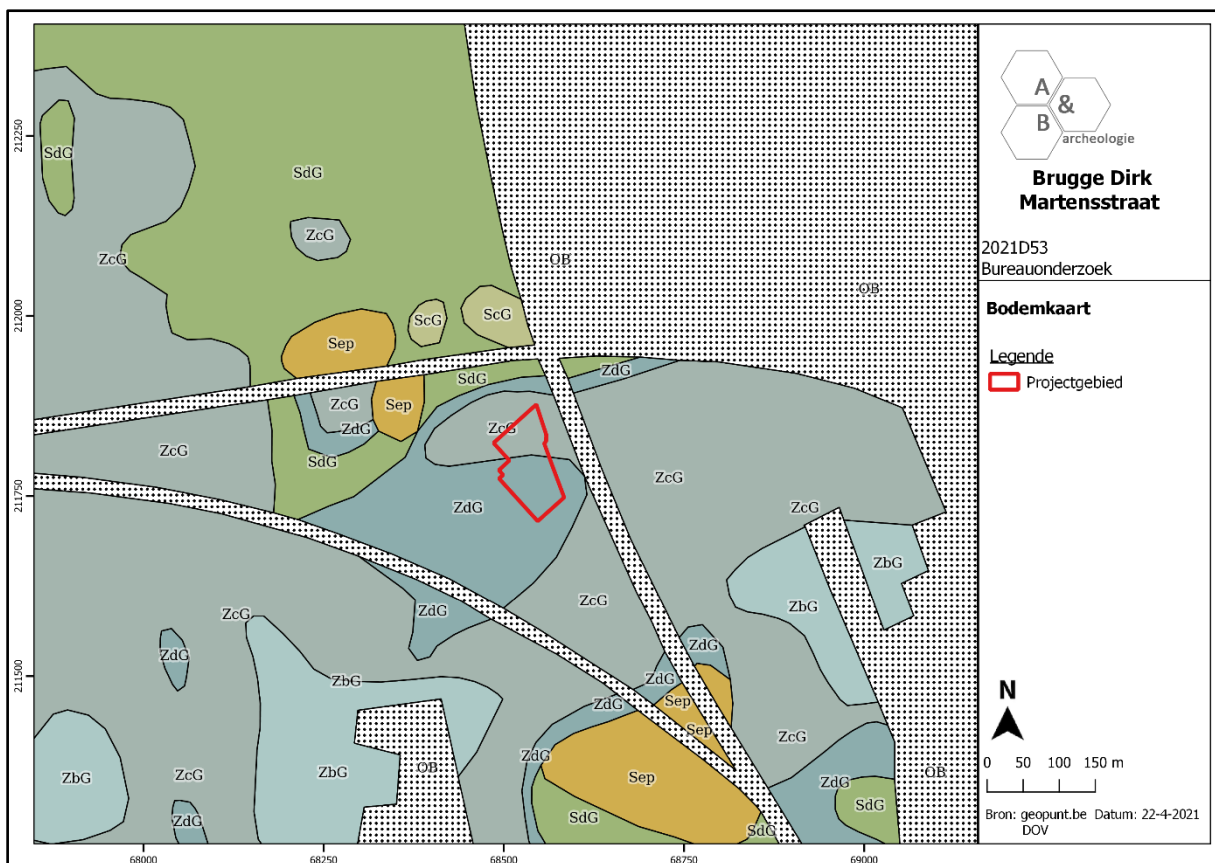 SdG
SdG
ZcG
ZcG
OB
OB
ScG
ScG
Sep
ZdG
SdG
ZcG
Sep
ZcG
ZdG
ZcG
SdG
ZcG
ZdG
ZcG
ZbG
ZcG
ZbG
ZdG
ZcG
ZdG
ZdG
ZbG
ZdG
ZdG
Sep
Sep
ZcG
ZdG
ZbG
ZcG
ZbG
OB
Sep
ZdG
OB
SdG
ZdG
SdG
SdG
212250
212000
211750
211500
68000
68250
68500
68750
69000
A
&
B
archeologie
Brugge Dirk
Martensstraat
2021D53
Bureauonderzoek
Bodemkaart
Legende
Projectgebied
N
0 50 100 150 m
Bron: geopunt.be Datum: 22-4-2021
DOV